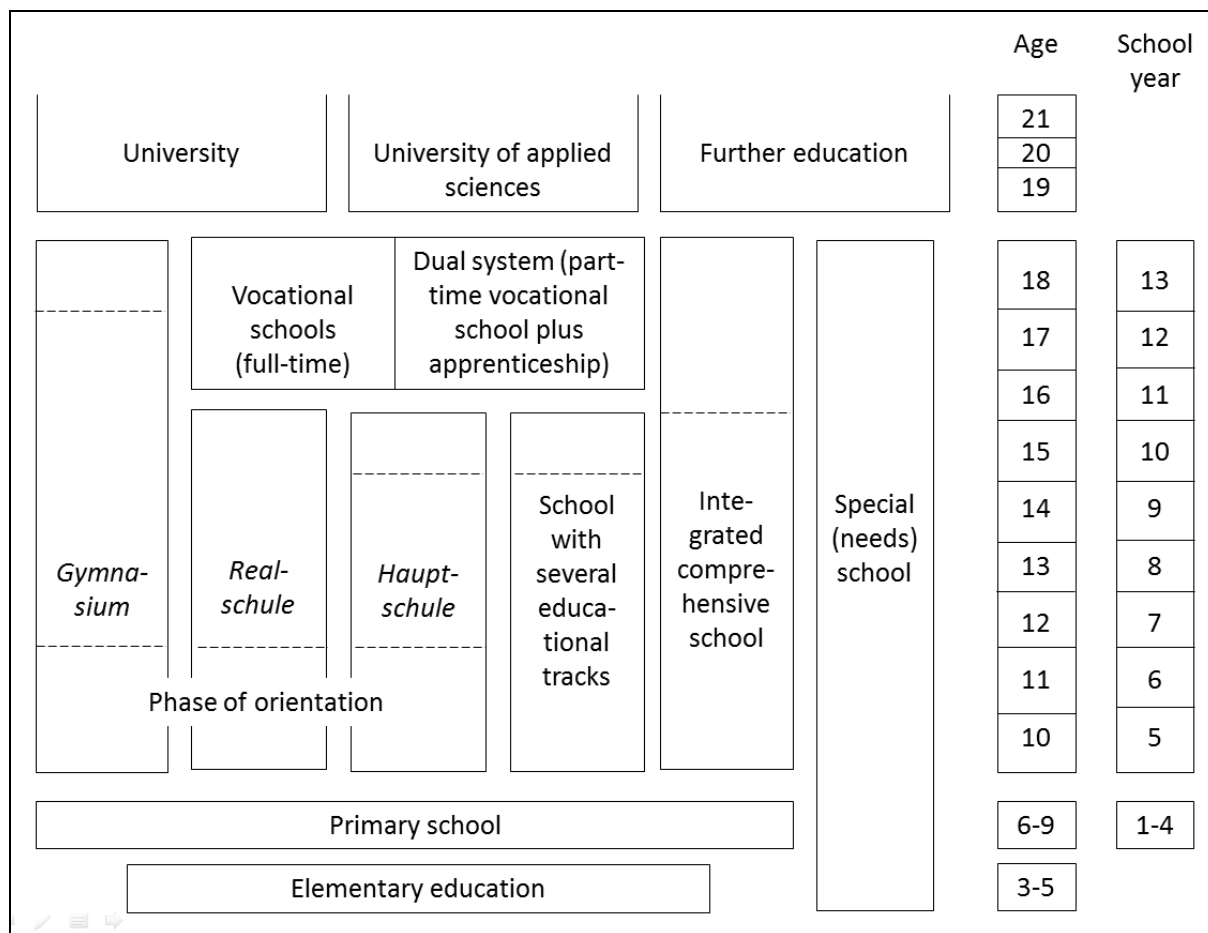 Age
School
year
University
University of applied
sciences
Further education
21
20
19
Vocational
schools
(full-time)
Dual system (part-
time vocational
school plus
apprenticeship)
18
13
17
12
16
11
15
10
14
9
13
8
12
7
11
6
10
5
Gymna-
sium
Real-
schule
Haupt-
schule
School
with
several
educa-
tional
tracks
Inte-
grated
compre-
hensive
school
Special
(needs)
school
Phase of orientation
Primary school
6-9
1-4
Elementary education
3-5